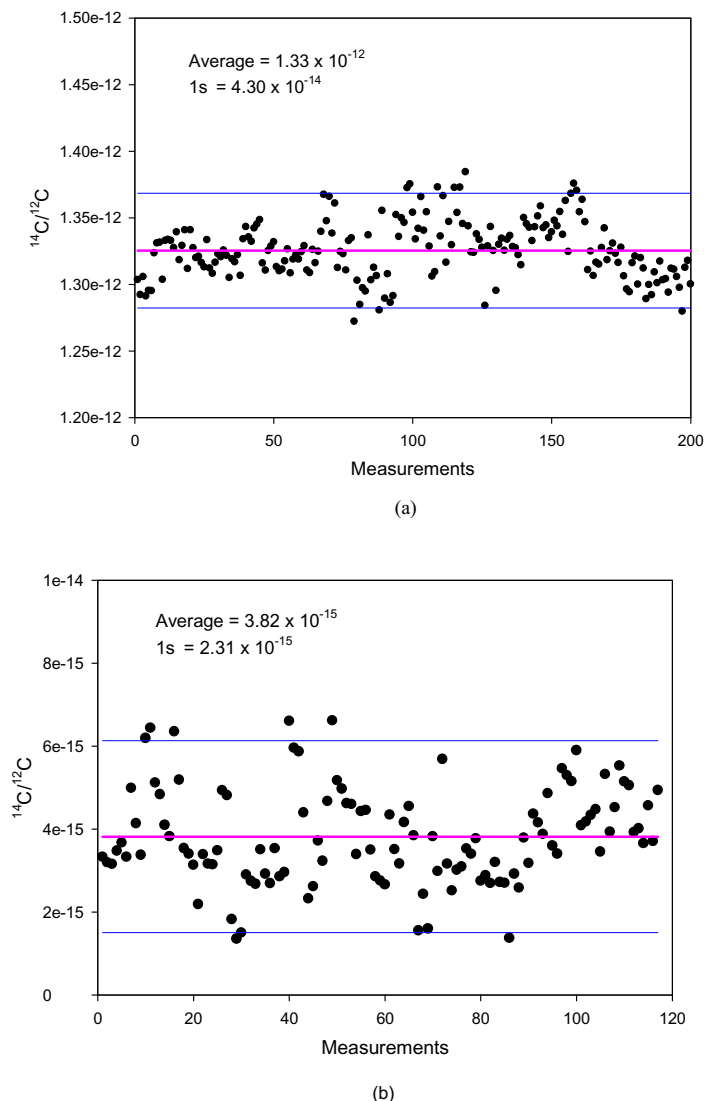 1.50e-12
Average = 1.33 x 10⁻¹²
1s = 4.30 x 10⁻¹⁴
1.45e-12
1.40e-12
¹⁴C/¹²C
1.35e-12
1.30e-12
1.25e-12
1.20e-12
0 50 100 150 200
Measurements
(a)
1e-14
Average = 3.82 x 10⁻¹⁵
1s = 2.31 x 10⁻¹⁵
8e-15
6e-15
¹⁴C/¹²C
4e-15
2e-15
0
0 20 40 60 80 100 120
Measurements
(b)